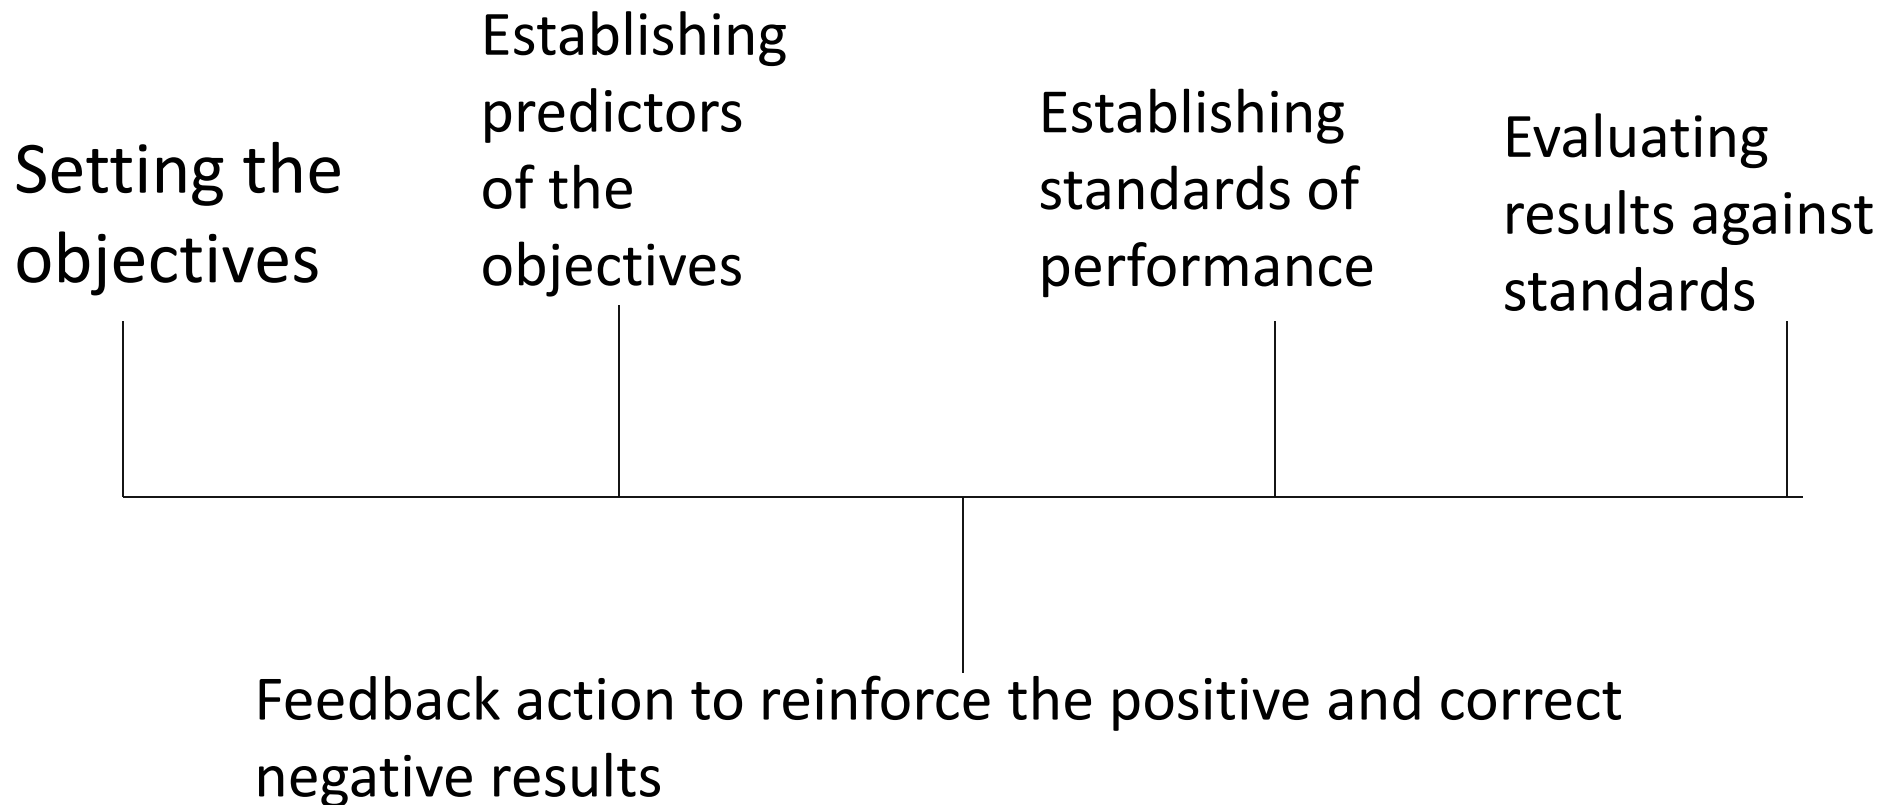 Setting the
objectives
Establishing
predictors
of the
objectives
Establishing
standards of
performance
Evaluating
results against
standards
Feedback action to reinforce the positive and correct
negative results